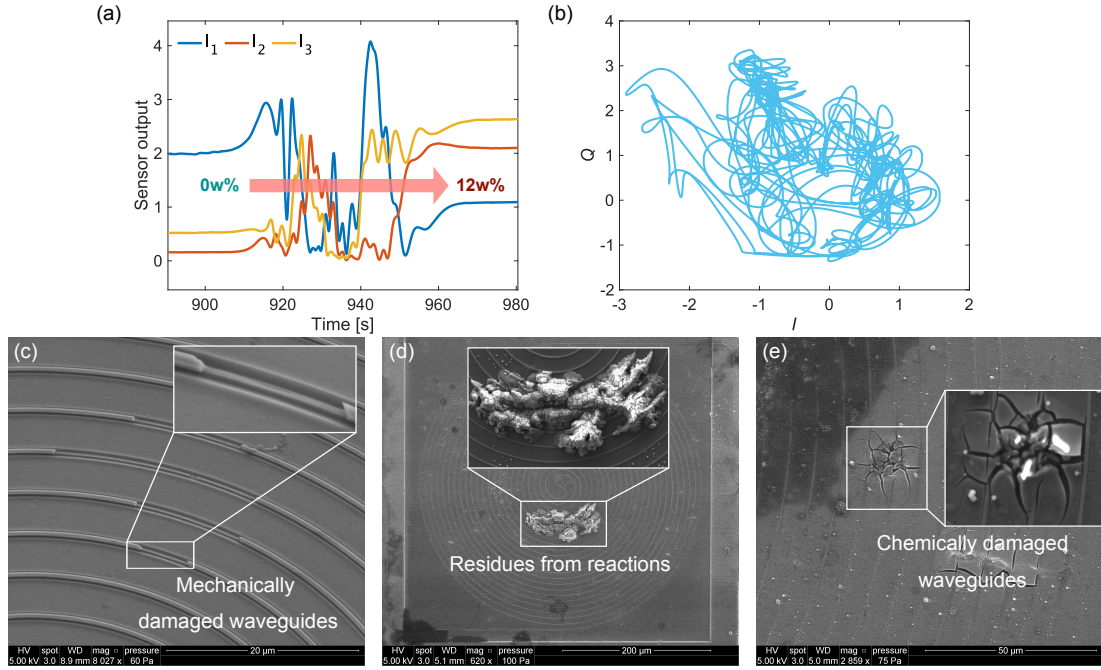 (a)
I1 I2 I3
4
3
2
1
0
Sensor output
0w%
12w%
900 920 940 960 980
Time [s]
(b)
4
3
2
1
0
-1
-2
Q
-3 -2 -1 0 1 2
I
(c)
Mechanically
damaged waveguides
HV spot WD mag pressure
5.00 kV 3.0 8.9 mm 8 027 x 60 Pa
20 µm
(d)
Residues from reactions
HV spot WD mag pressure
5.00 kV 3.0 5.1 mm 620 x 100 Pa
200 µm
(e)
Chemically damaged
waveguides
HV spot WD mag pressure
5.00 kV 3.0 5.0 mm 2 859 x 75 Pa
50 µm